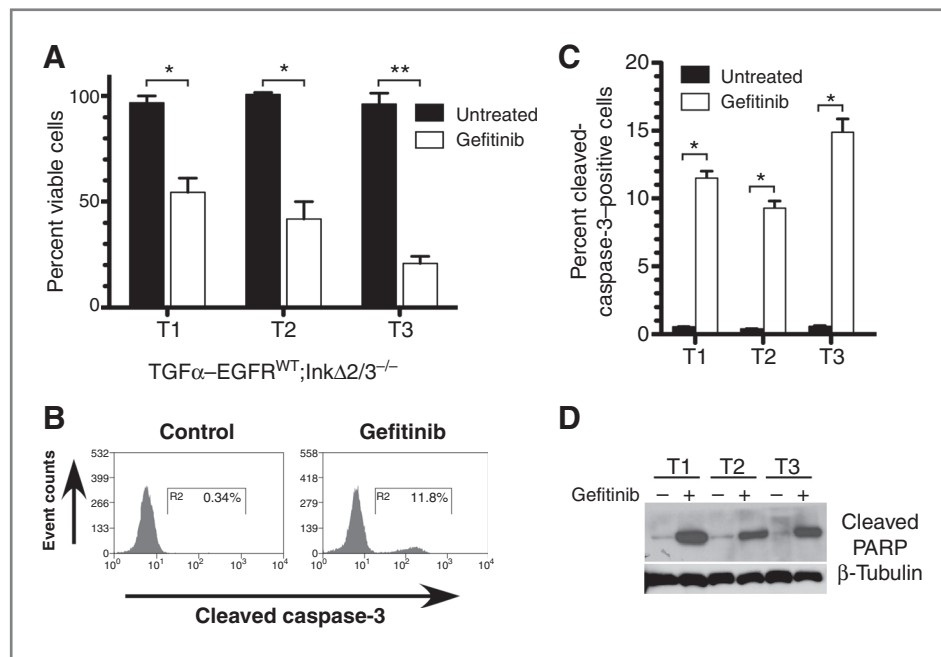 A
Percent viable cells
100
50
0
* * **
Untreated
Gefitinib
T1 T2 T3
TGFα–EGFRWT;InkΔ2/3–/–
B
Control
Event counts
532
399
266
133
0
R2 0.34%
10⁰ 10¹ 10² 10³ 10⁴
Gefitinib
558
418
279
139
0
R2 11.8%
10⁰ 10¹ 10² 10³ 10⁴
Cleaved caspase-3
C
Percent cleaved-
caspase-3–positive cells
20
15
10
5
0
Untreated
Gefitinib
* * *
T1 T2 T3
D
T1 T2 T3
Gefitinib – + – + – +
Cleaved
PARP
β-Tubulin